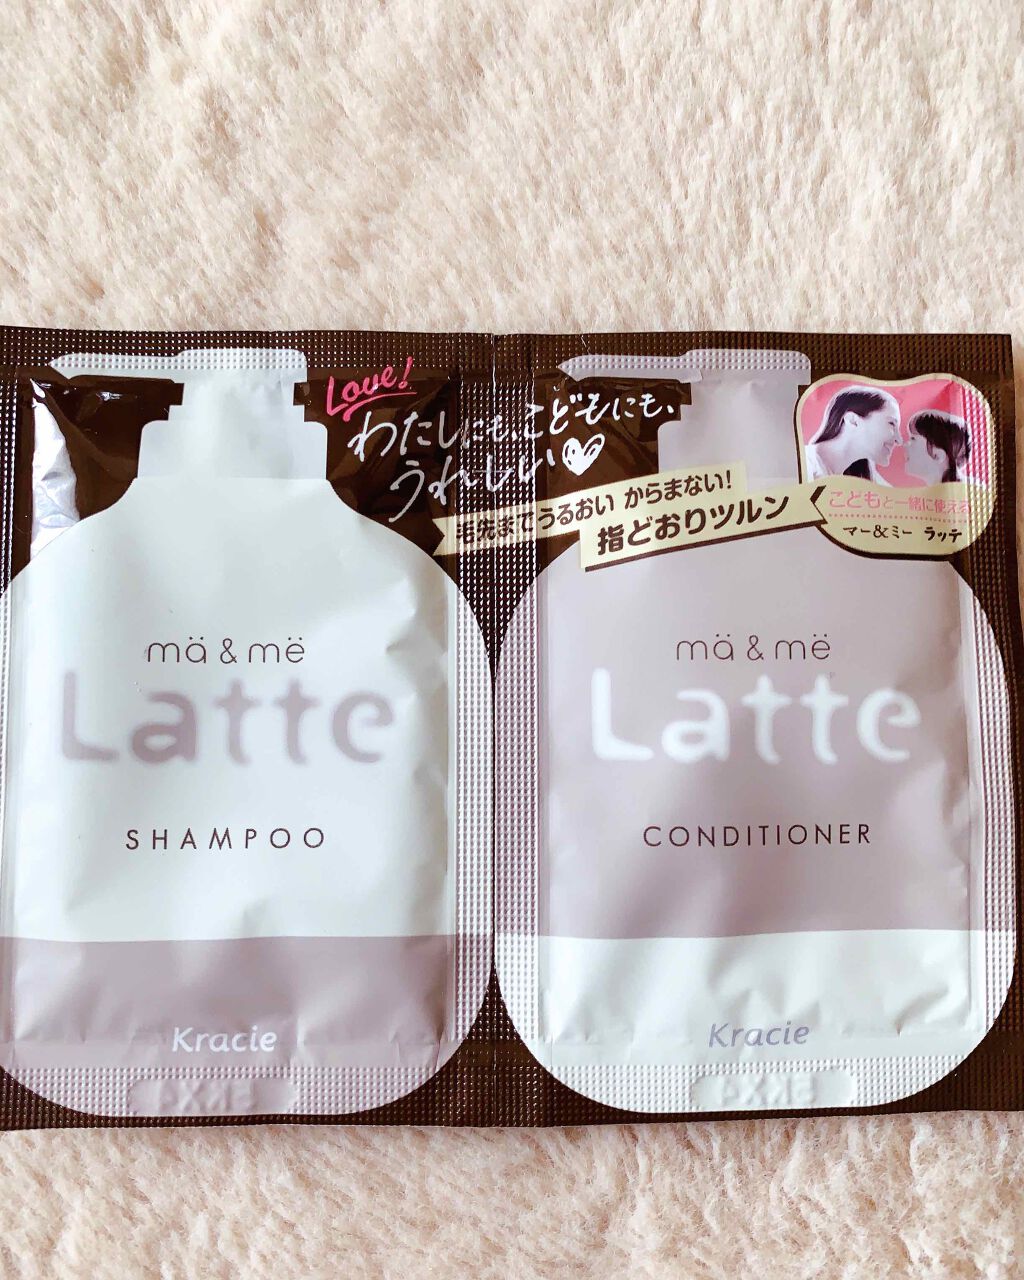 Love!
わたしにも、こどもにも、
うれしい♡
毛先までうるおい からまない!
指どおりツルン
こどもと一緒に使える
マー&ミー ラッテ
mä & më
Latte
SHAMPOO
Kracie
mä & më
Latte
CONDITIONER
Kracie